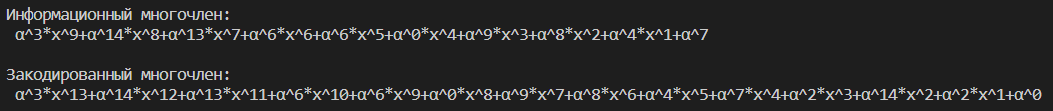 Информационный многочлен:
α^3*x^9+α^14*x^8+α^13*x^7+α^6*x^6+α^6*x^5+α^0*x^4+α^9*x^3+α^8*x^2+α^4*x^1+α^7
Закодированный многочлен:
α^3*x^13+α^14*x^12+α^13*x^11+α^6*x^10+α^6*x^9+α^0*x^8+α^9*x^7+α^8*x^6+α^4*x^5+α^7*x^4+α^2*x^3+α^14*x^2+α^2*x^1+α^0